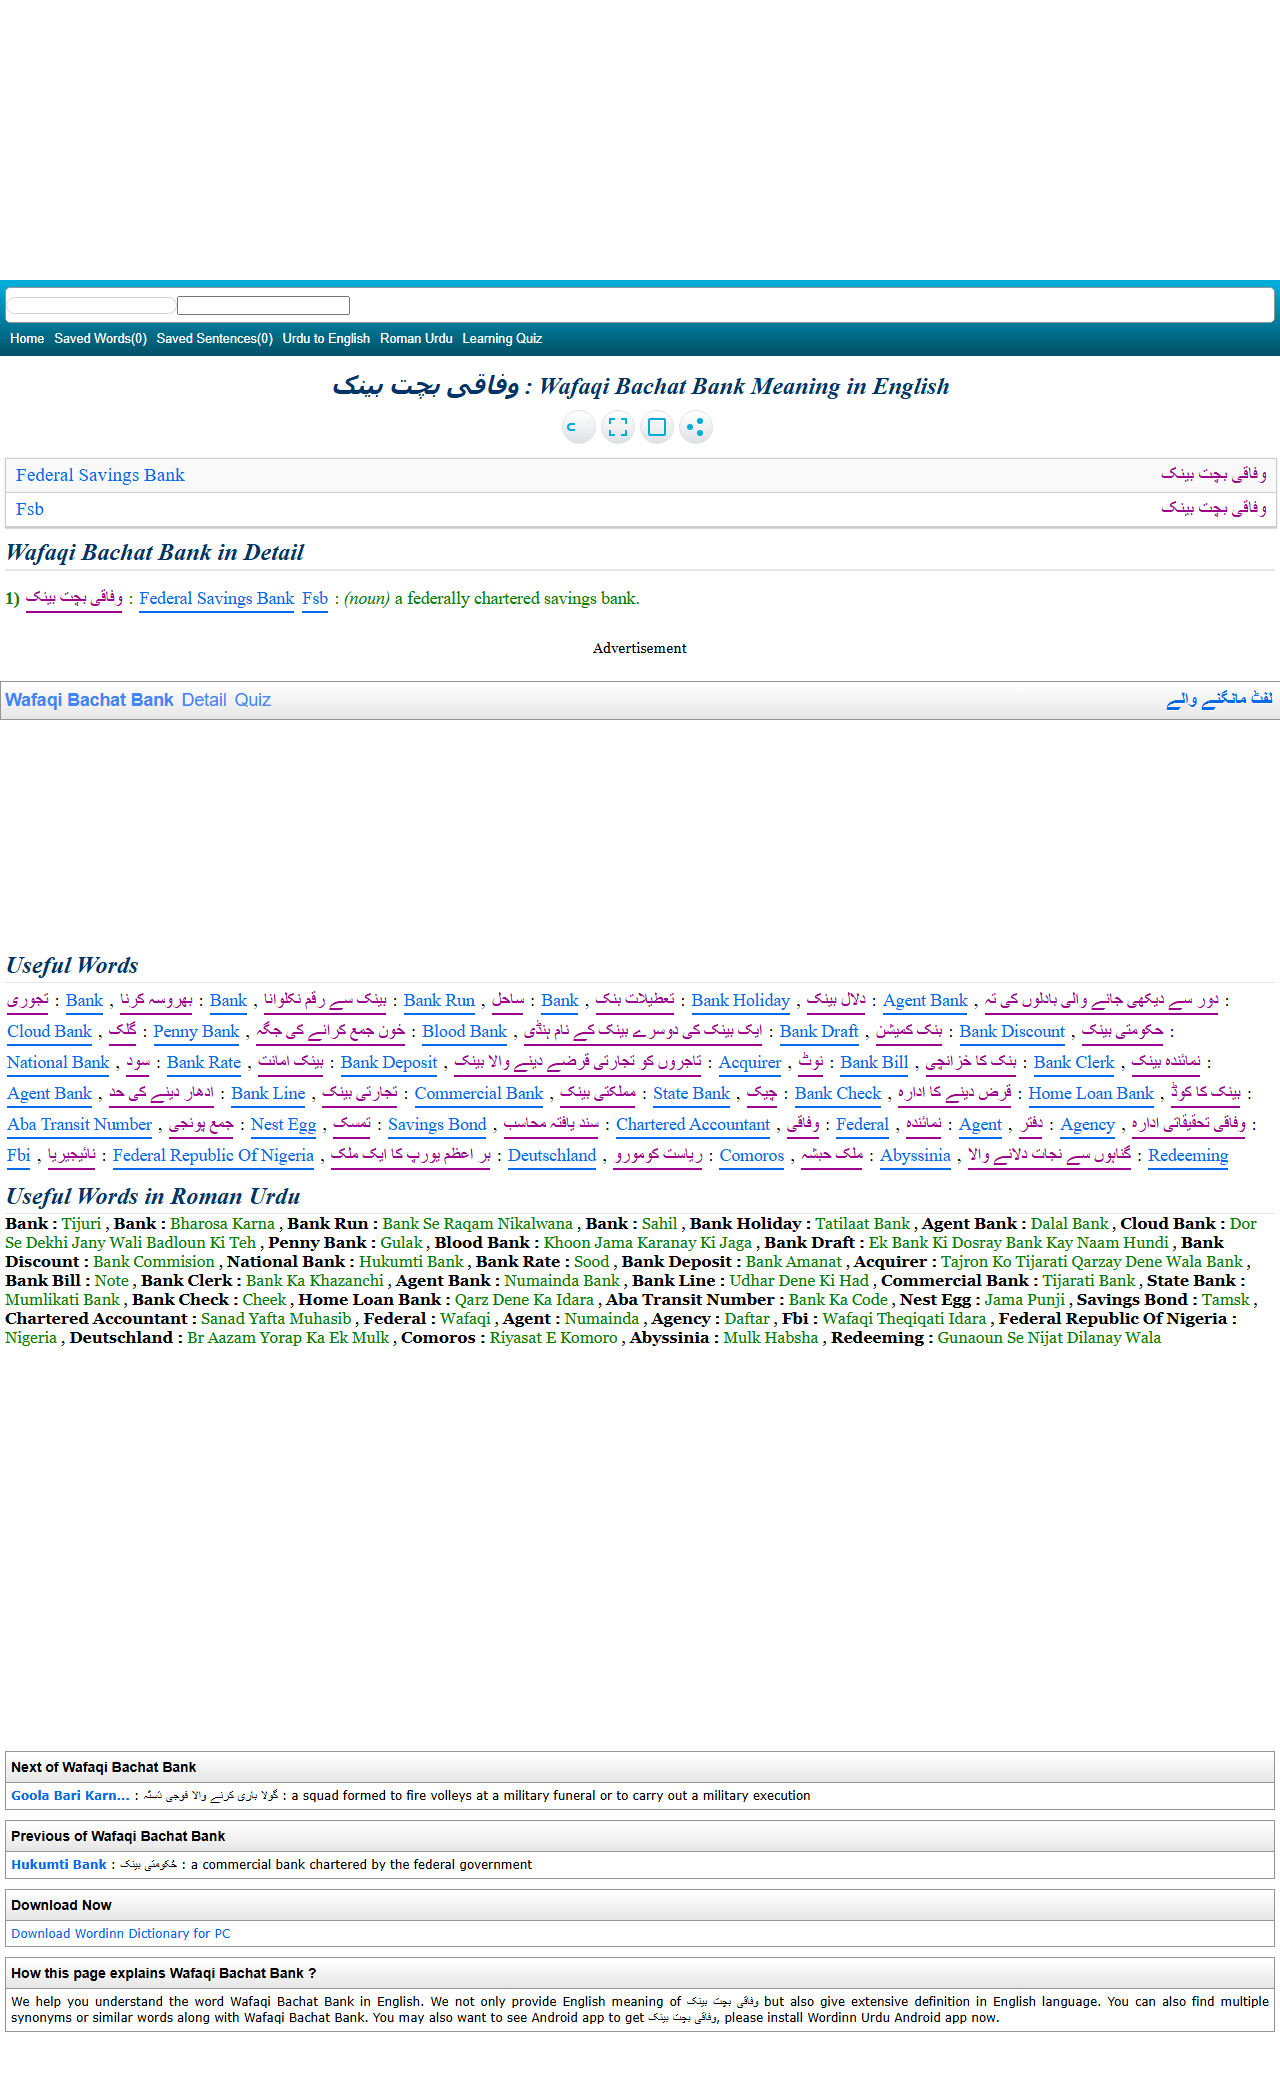 Home Saved Words(0) Saved Sentences(0) Urdu to English Roman Urdu Learning Quiz
وفاقی بچت بینک : Wafaqi Bachat Bank Meaning in English
Federal Savings Bank وفاقی بچت بینک
Fsb وفاقی بچت بینک
Wafaqi Bachat Bank in Detail
1) وفاقی بچت بینک : Federal Savings Bank Fsb : (noun) a federally chartered savings bank.
Advertisement
Wafaqi Bachat Bank Detail Quiz لفٹ مانگنے والے
Useful Words
تجوری : Bank , بھروسہ کرنا : Bank , بینک سے رقم نکلوانا : Bank Run , ساحل : Bank , تعطیلات بنک : Bank Holiday , دلال بینک : Agent Bank , دور سے دیکھی جانے والی بادلوں کی تہ :
Cloud Bank , گلک : Penny Bank , خون جمع کرانے کی جگہ : Blood Bank , ایک بینک کی دوسرے بینک کے نام ہنڈی : Bank Draft , بنک کمیشن : Bank Discount , حکومتی بینک :
National Bank , سود : Bank Rate , بینک امانت : Bank Deposit , تاجروں کو تجارتی قرضے دینے والا بینک : Acquirer , نوٹ : Bank Bill , بنک کا خزانچی : Bank Clerk , نمائندہ بینک :
Agent Bank , ادھار دینے کی حد : Bank Line , تجارتی بینک : Commercial Bank , مملکتی بینک : State Bank , چیک : Bank Check , قرض دینے کا ادارہ : Home Loan Bank , بینک کا کوڈ :
Aba Transit Number , جمع پونجی : Nest Egg , تمسک : Savings Bond , سند یافتہ محاسب : Chartered Accountant , وفاقی : Federal , نمائندہ : Agent , دفتر : Agency , وفاقی تحقیقاتی ادارہ :
Fbi , نائیجیریا : Federal Republic Of Nigeria , بر اعظم یورپ کا ایک ملک : Deutschland , ریاست کومورو : Comoros , ملک حبشہ : Abyssinia , گناہوں سے نجات دلانے والا : Redeeming
Useful Words in Roman Urdu
Bank : Tijuri , Bank : Bharosa Karna , Bank Run : Bank Se Raqam Nikalwana , Bank : Sahil , Bank Holiday : Tatilaat Bank , Agent Bank : Dalal Bank , Cloud Bank : Dor
Se Dekhi Jany Wali Badloun Ki Teh , Penny Bank : Gulak , Blood Bank : Khoon Jama Karanay Ki Jaga , Bank Draft : Ek Bank Ki Dosray Bank Kay Naam Hundi , Bank
Discount : Bank Commision , National Bank : Hukumti Bank , Bank Rate : Sood , Bank Deposit : Bank Amanat , Acquirer : Tajron Ko Tijarati Qarzay Dene Wala Bank ,
Bank Bill : Note , Bank Clerk : Bank Ka Khazanchi , Agent Bank : Numainda Bank , Bank Line : Udhar Dene Ki Had , Commercial Bank : Tijarati Bank , State Bank :
Mumlikati Bank , Bank Check : Cheek , Home Loan Bank : Qarz Dene Ka Idara , Aba Transit Number : Bank Ka Code , Nest Egg : Jama Punji , Savings Bond : Tamsk ,
Chartered Accountant : Sanad Yafta Muhasib , Federal : Wafaqi , Agent : Numainda , Agency : Daftar , Fbi : Wafaqi Theqiqati Idara , Federal Republic Of Nigeria :
Nigeria , Deutschland : Br Aazam Yorap Ka Ek Mulk , Comoros : Riyasat E Komoro , Abyssinia : Mulk Habsha , Redeeming : Gunaoun Se Nijat Dilanay Wala
Next of Wafaqi Bachat Bank
Goola Bari Karn... : گولا باری کرنے والا فوجی دستہ : a squad formed to fire volleys at a military funeral or to carry out a military execution
Previous of Wafaqi Bachat Bank
Hukumti Bank : حُکومتی بینک : a commercial bank chartered by the federal government
Download Now
Download Wordinn Dictionary for PC
How this page explains Wafaqi Bachat Bank ?
We help you understand the word Wafaqi Bachat Bank in English. We not only provide English meaning of وفاقی بچت بینک but also give extensive definition in English language. You can also find multiple
synonyms or similar words along with Wafaqi Bachat Bank. You may also want to see Android app to get وفاقی بچت بینک, please install Wordinn Urdu Android app now.